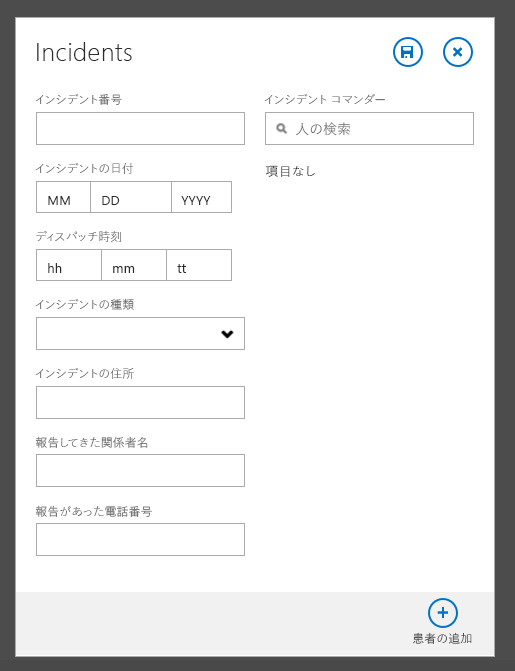 Incidents
インシデント番号
インシデントの日付
MM DD YYYY
ディスパッチ時刻
hh mm tt
インシデントの種類
インシデントの住所
報告してきた関係者名
報告があった電話番号
インシデント コマンダー
人の検索
項目なし
患者の追加